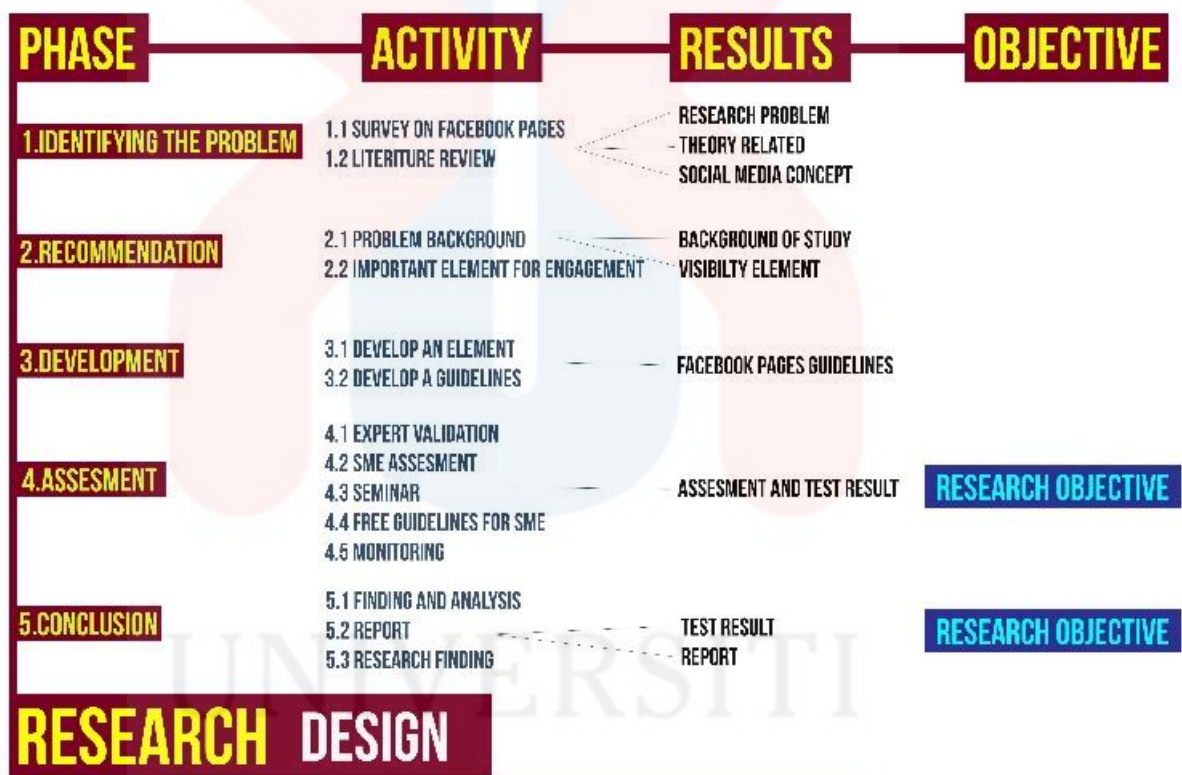 PHASE ACTIVITY RESULTS OBJECTIVE
1.IDENTIFYING THE PROBLEM
1.1 SURVEY ON FACEBOOK PAGES
1.2 LITERITURE REVIEW
RESEARCH PROBLEM
THEORY RELATED
SOCIAL MEDIA CONCEPT
2.RECOMMENDATION
2.1 PROBLEM BACKGROUND
2.2 IMPORTANT ELEMENT FOR ENGAGEMENT
BACKGROUND OF STUDY
VISIBILTY ELEMENT
3.DEVELOPMENT
3.1 DEVELOP AN ELEMENT
3.2 DEVELOP A GUIDELINES
FACEBOOK PAGES GUIDELINES
4.ASSESMENT
4.1 EXPERT VALIDATION
4.2 SME ASSESMENT
4.3 SEMINAR
4.4 FREE GUIDELINES FOR SME
4.5 MONITORING
ASSESMENT AND TEST RESULT
RESEARCH OBJECTIVE
5.CONCLUSION
5.1 FINDING AND ANALYSIS
5.2 REPORT
5.3 RESEARCH FINDING
TEST RESULT
REPORT
RESEARCH OBJECTIVE
UNIVERSITI
RESEARCH DESIGN